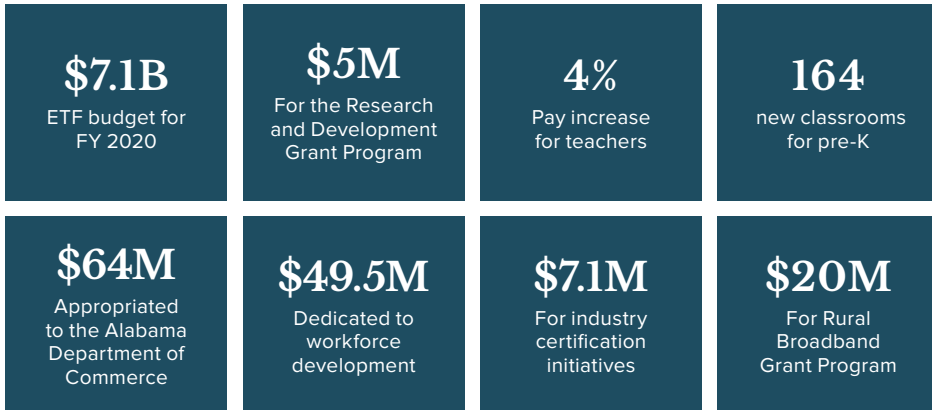 $7.1B
ETF budget for
FY 2020
$5M
For the Research
and Development
Grant Program
4%
Pay increase
for teachers
164
new classrooms
for pre-K
$64M
Appropriated
to the Alabama
Department of
Commerce
$49.5M
Dedicated to
workforce
development
$7.1M
For industry
certification
initiatives
$20M
For Rural
Broadband
Grant Program